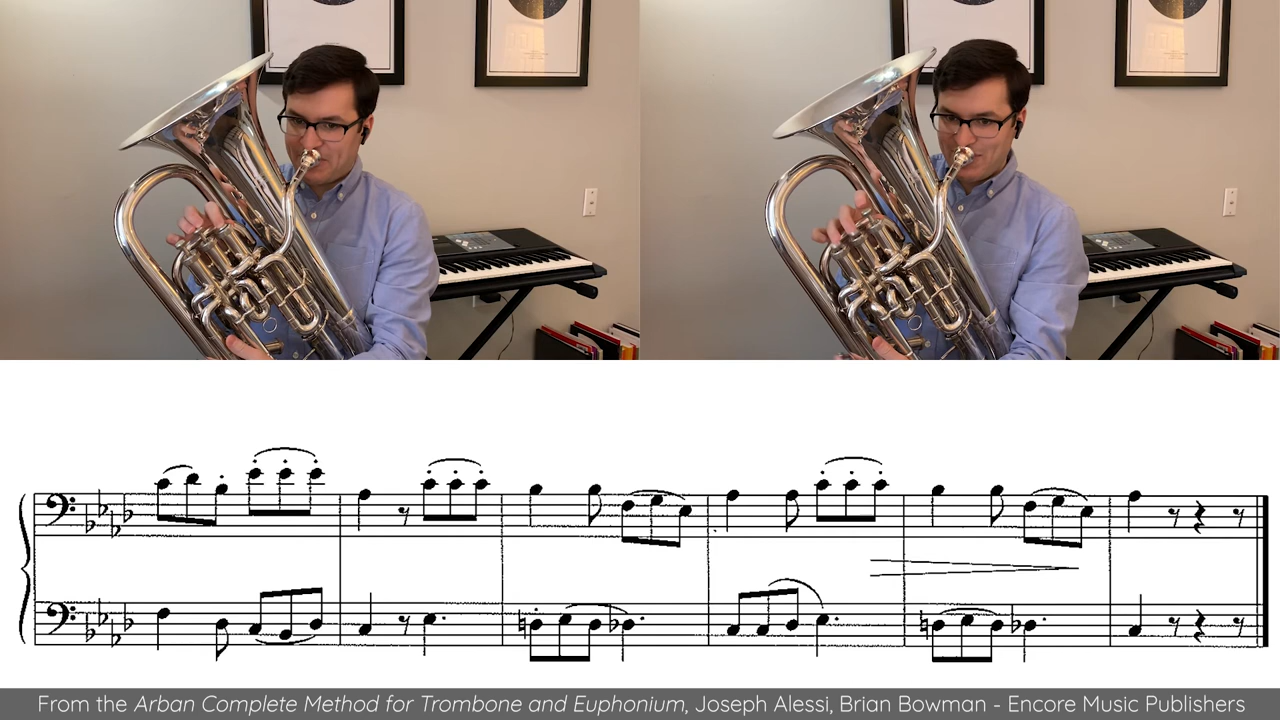 From the Arban Complete Method for Trombone and Euphonium, Joseph Alessi, Brian Bowman - Encore Music Publishers